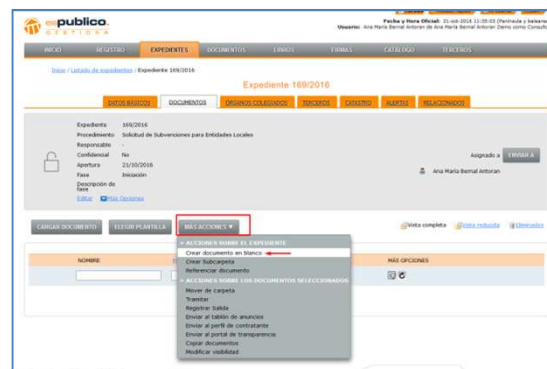 espublico
GESTIONA
Fecha y Hora Oficial: 21-oct-2016 11:35:03 (Península y Baleares)
Usuario: Ana María Bernal Antoran de Ana María Bernal Antoran Demo como
INICIO REGISTRO EXPEDIENTES DOCUMENTOS LIBROS FIRMAS CATÁLOGO TERCEROS
Inicio / Listado de expedientes / Expediente 169/2016
Expediente 169/2016
DATOS BÁSICOS DOCUMENTOS ÓRGANOS COLEGIADOS TERCEROS CATASTRO ALERTAS RELACIONADOS
Expediente 169/2016
Procedimiento Solicitud de Subvenciones para Entidades Locales
Responsable -
Confidencial No
Apertura 21/10/2016
Fase Iniciación
Descripción de fase
Editar Más Opciones
Asignado a ENVIAR A
Ana María Bernal Antoran
CARGAR DOCUMENTO ELEGIR PLANTILLA MÁS ACCIONES ▼
Vista completa Vista reducida Eliminados
> ACCIONES SOBRE EL EXPEDIENTE
Crear documento en blanco
Crear Subcarpeta
Referenciar documento
> ACCIONES SOBRE LOS DOCUMENTOS SELECCIONADOS
Mover de carpeta
Tramitar
Registrar Salida
Enviar al tablón de anuncios
Enviar al perfil de contratante
Enviar al portal de transparencia
Copiar documentos
Modificar visibilidad
NOMBRE
MÁS OPCIONES